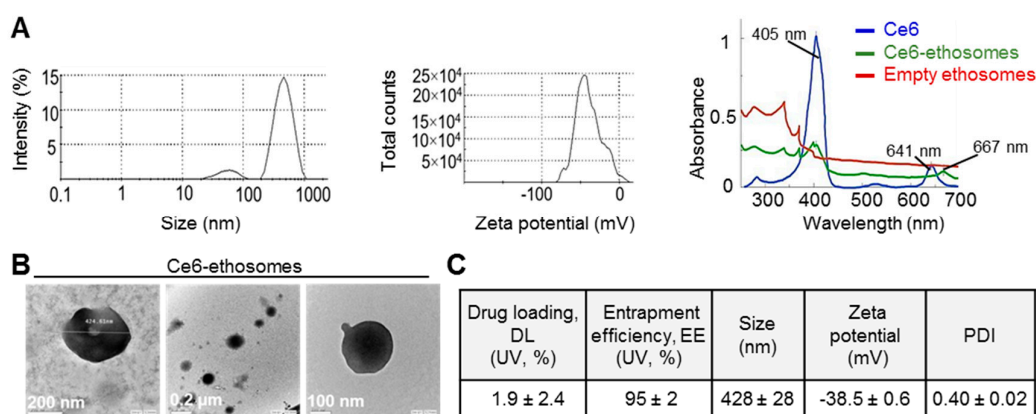 A
Intensity (%)
15
10
5
0.1 1 10 100 1000
Size (nm)
Total counts
25×10⁴
20×10⁴
15×10⁴
10×10⁴
5×10⁴
-100 0
Zeta potential (mV)
Absorbance
1
0.5
0
405 nm
641 nm
667 nm
300 400 500 600 700
Wavelength (nm)
Ce6
Ce6-ethosomes
Empty ethosomes
B
Ce6-ethosomes
200 nm
0.2 μm
100 nm
C
Drug loading,
DL
(UV, %)
Entrapment
efficiency, EE
(UV, %)
Size
(nm)
Zeta
potential
(mV)
PDI
1.9 ± 2.4
95 ± 2
428 ± 28
-38.5 ± 0.6
0.40 ± 0.02